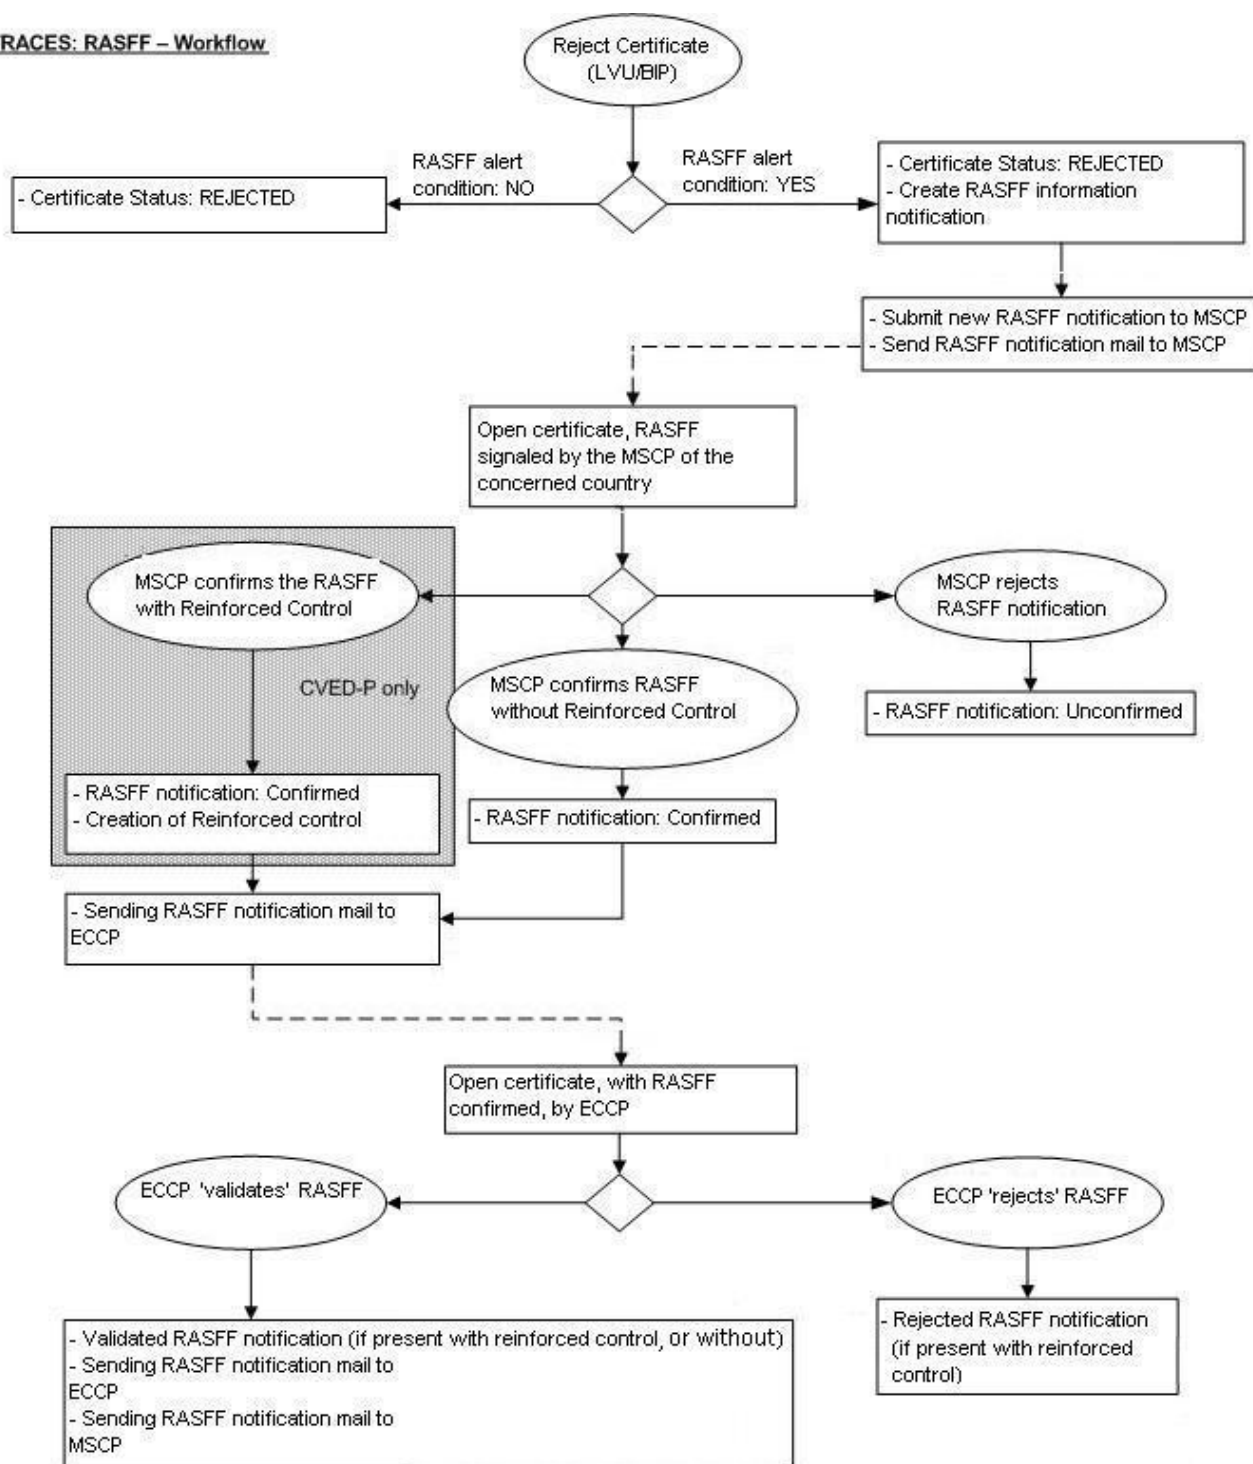 RACES: RASFF – Workflow
Reject Certificate
(LVU/BIP)
RASFF alert
condition: NO
RASFF alert
condition: YES
- Certificate Status: REJECTED
- Certificate Status: REJECTED
- Create RASFF information
notification
- Submit new RASFF notification to MSCP
- Send RASFF notification mail to MSCP
Open certificate, RASFF
signaled by the MSCP of the
concerned country
MSCP confirms the RASFF
with Reinforced Control
MSCP rejects
RASFF notification
CVED-P only
MSCP confirms RASFF
without Reinforced Control
- RASFF notification: Unconfirmed
- RASFF notification: Confirmed
- Creation of Reinforced control
- RASFF notification: Confirmed
- Sending RASFF notification mail to
ECCP
Open certificate, with RASFF
confirmed, by ECCP
ECCP 'validates' RASFF
ECCP 'rejects' RASFF
- Validated RASFF notification (if present with reinforced control, or without)
- Sending RASFF notification mail to
ECCP
- Sending RASFF notification mail to
MSCP
- Rejected RASFF notification
(if present with reinforced
control)